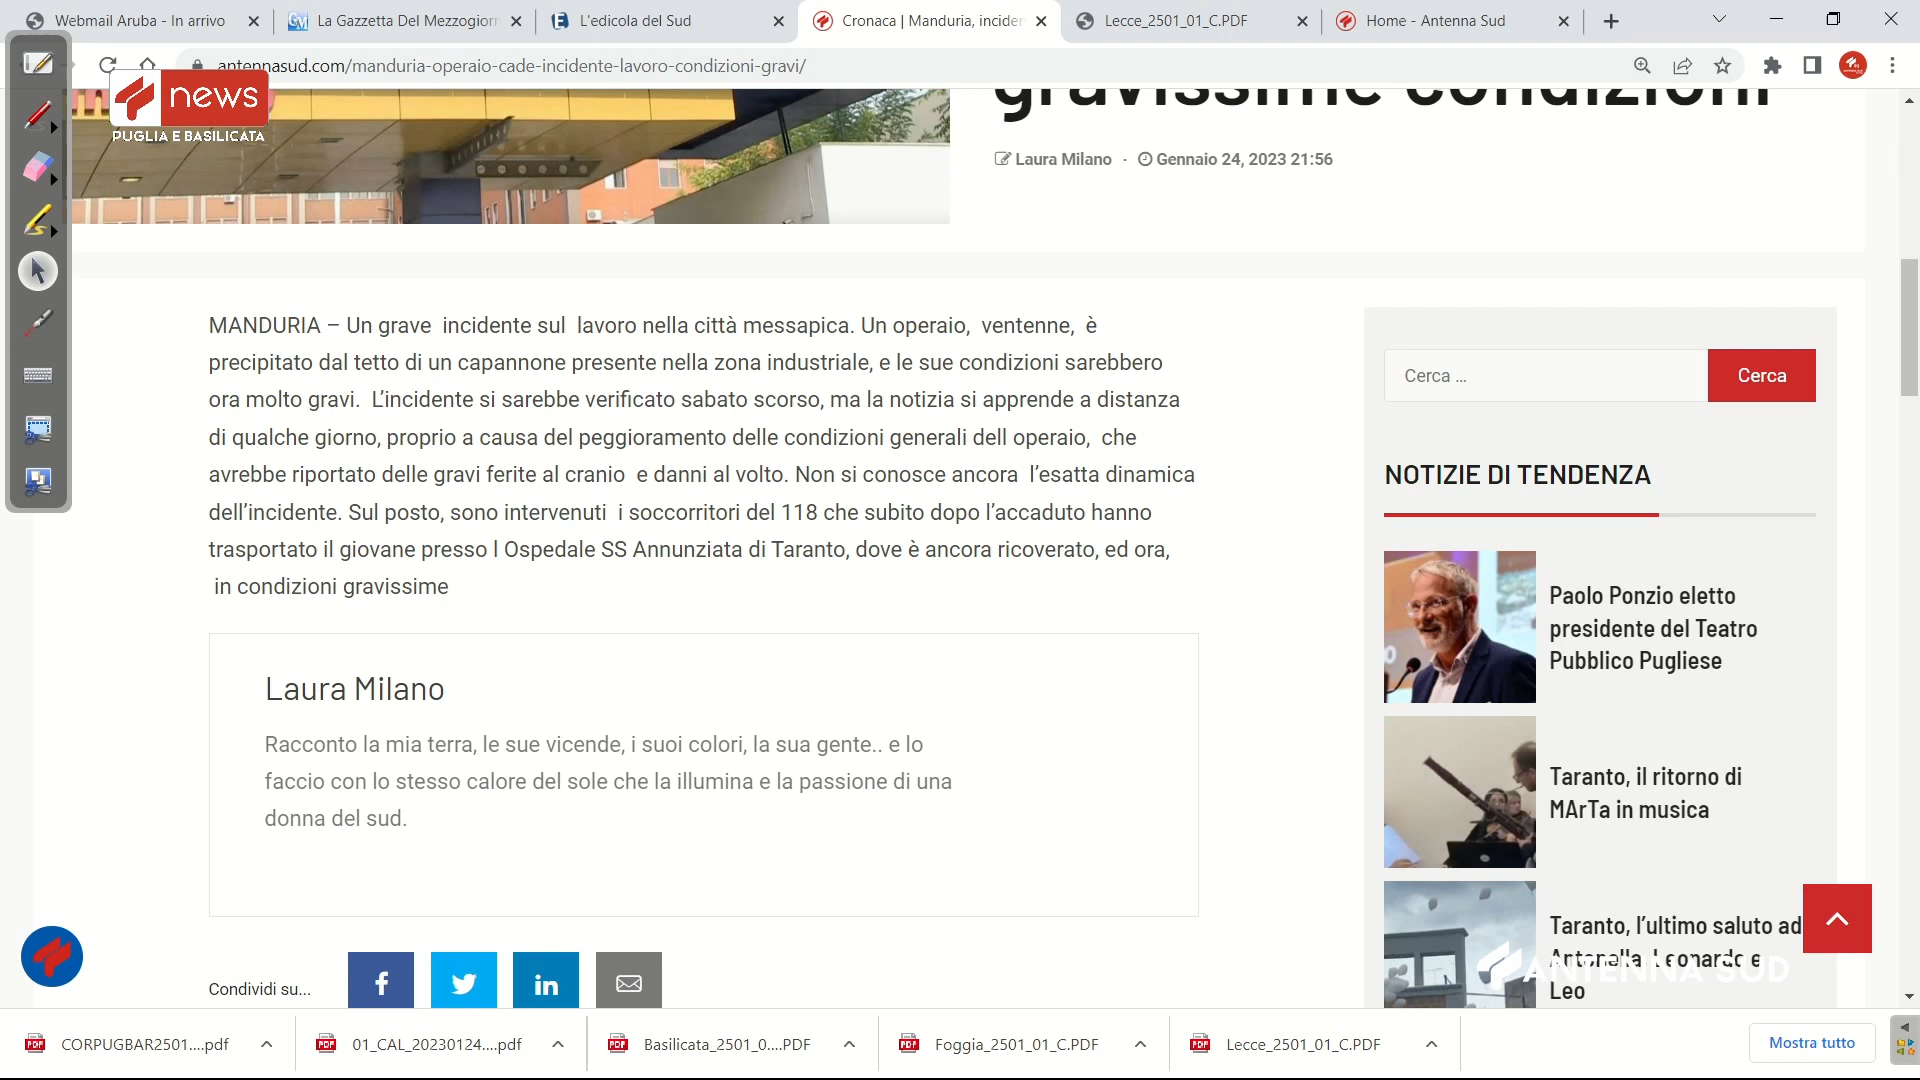 Webmail Aruba - In arrivo
La Gazzetta Del Mezzogiorn
L'edicola del Sud
Cronaca | Manduria, inciden
Lecce_2501_01_C.PDF
Home - Antenna Sud
antennasud.com/manduria-operaio-cade-incidente-lavoro-condizioni-gravi/
news
PUGLIA E BASILICATA
gravissime condizioni
Laura Milano · Gennaio 24, 2023 21:56
MANDURIA – Un grave incidente sul lavoro nella città messapica. Un operaio, ventenne, è
precipitato dal tetto di un capannone presente nella zona industriale, e le sue condizioni sarebbero
ora molto gravi. L'incidente si sarebbe verificato sabato scorso, ma la notizia si apprende a distanza
di qualche giorno, proprio a causa del peggioramento delle condizioni generali dell operaio, che
avrebbe riportato delle gravi ferite al cranio e danni al volto. Non si conosce ancora l'esatta dinamica
dell'incidente. Sul posto, sono intervenuti i soccorritori del 118 che subito dopo l'accaduto hanno
trasportato il giovane presso l Ospedale SS Annunziata di Taranto, dove è ancora ricoverato, ed ora,
in condizioni gravissime
Laura Milano
Racconto la mia terra, le sue vicende, i suoi colori, la sua gente.. e lo
faccio con lo stesso calore del sole che la illumina e la passione di una
donna del sud.
Condividi su...
Cerca …
Cerca
NOTIZIE DI TENDENZA
Paolo Ponzio eletto
presidente del Teatro
Pubblico Pugliese
Taranto, il ritorno di
MArTa in musica
Taranto, l'ultimo saluto ad
Antonella, Leonardo e
Leo
ANTENNA SUD
CORPUGBAR2501....pdf
01_CAL_20230124....pdf
Basilicata_2501_0....PDF
Foggia_2501_01_C.PDF
Lecce_2501_01_C.PDF
Mostra tutto